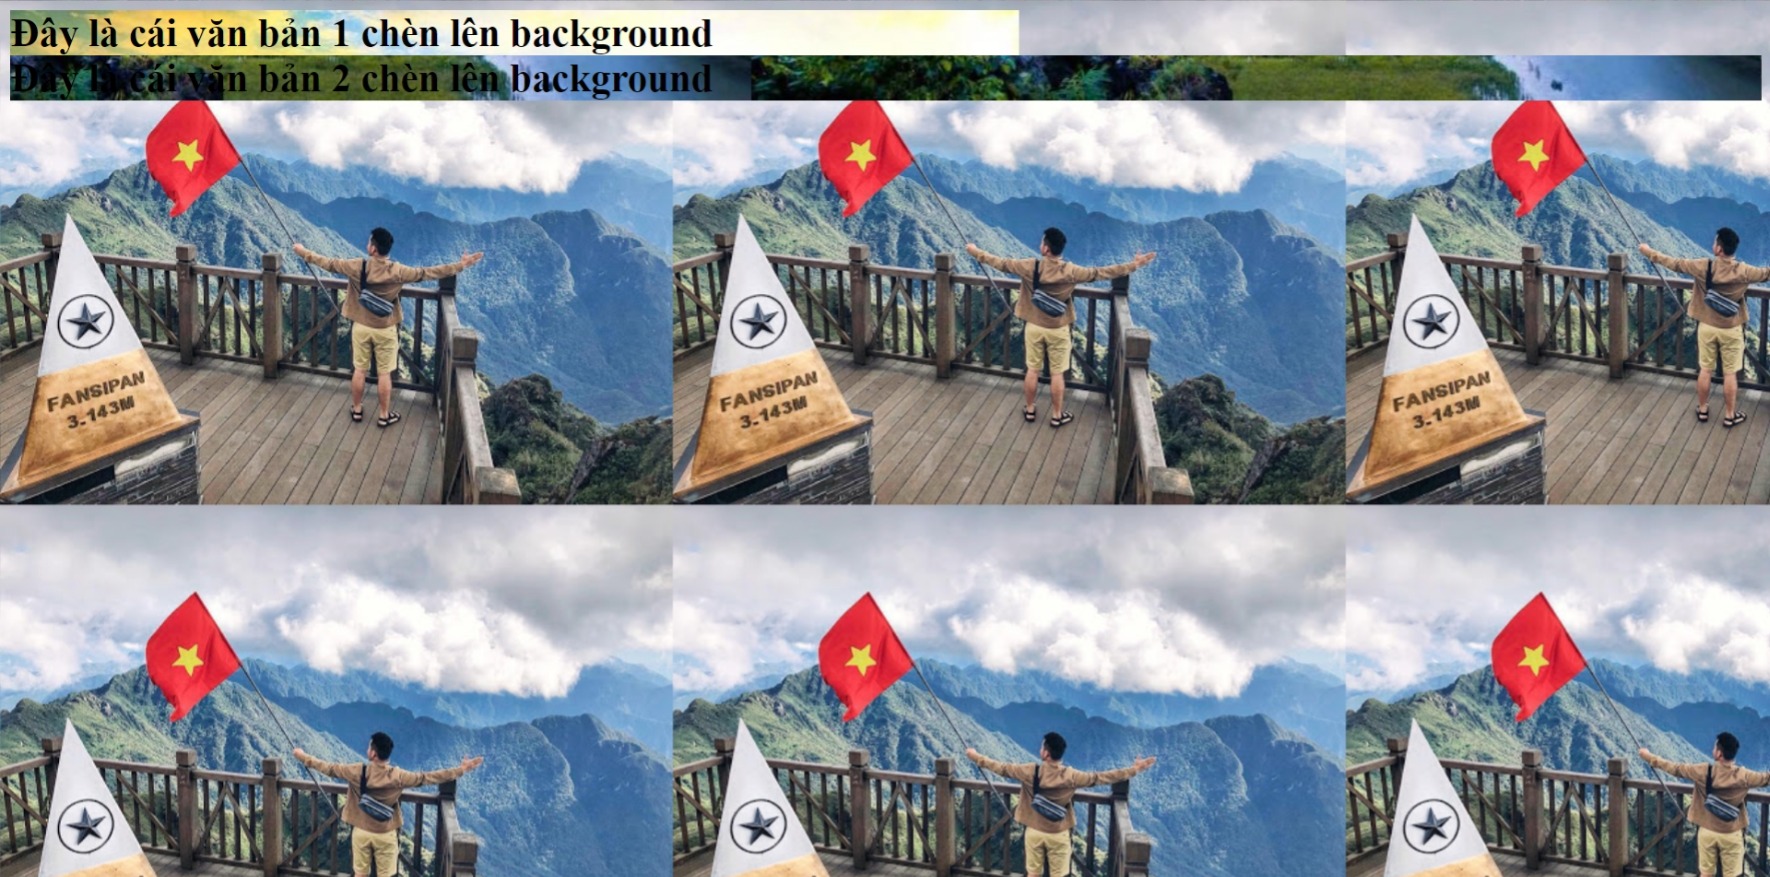 Đây là cái văn bản 1 chèn lên background
Đây là cái văn bản 2 chèn lên background
FANSIPAN
3.143M
FANSIPAN
3.143M
FANSIPAN
3.143M